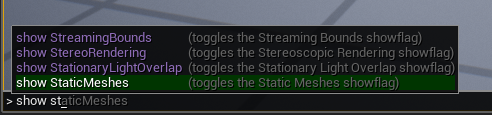 show StreamingBounds (toggles the Streaming Bounds showflag)
show StereoRendering (toggles the Stereoscopic Rendering showflag)
show StationaryLightOverlap (toggles the Stationary Light Overlap showflag)
show StaticMeshes (toggles the Static Meshes showflag)
> show st_aticMeshes